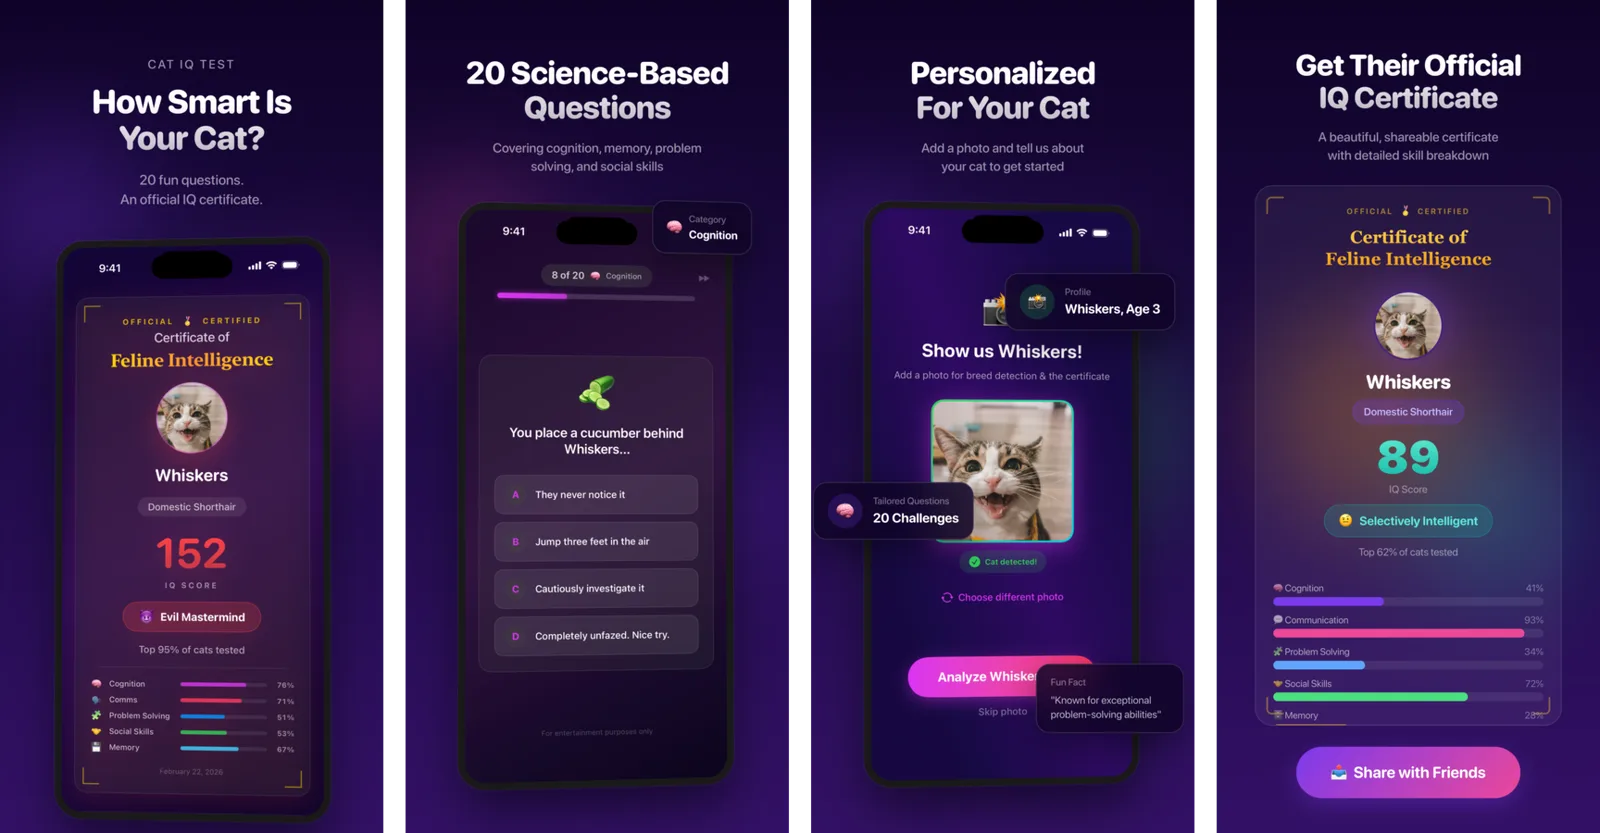 CAT IQ TEST
How Smart Is
Your Cat?
20 fun questions.
An official IQ certificate.
9:41
OFFICIAL CERTIFIED
Certificate of
Feline Intelligence
Whiskers
Domestic Shorthair
152
IQ SCORE
Evil Mastermind
Top 95% of cats tested
Cognition 76%
Comms 71%
Problem Solving 51%
Social Skills 53%
Memory 67%
February 22, 2026
20 Science-Based
Questions
Covering cognition, memory, problem
solving, and social skills
Category
Cognition
9:41
8 of 20 Cognition
You place a cucumber behind
Whiskers...
A They never notice it
B Jump three feet in the air
C Cautiously investigate it
D Completely unfazed. Nice try.
For entertainment purposes only
Personalized
For Your Cat
Add a photo and tell us about
your cat to get started
9:41
Profile
Whiskers, Age 3
Show us Whiskers!
Add a photo for breed detection & the certificate
Tailored Questions
20 Challenges
Cat detected!
Choose different photo
Analyze Whiske
Skip photo
Fun Fact
"Known for exceptional
problem-solving abilities"
Get Their Official
IQ Certificate
A beautiful, shareable certificate
with detailed skill breakdown
OFFICIAL CERTIFIED
Certificate of
Feline Intelligence
Whiskers
Domestic Shorthair
89
IQ Score
Selectively Intelligent
Top 62% of cats tested
Cognition 41%
Communication 93%
Problem Solving 34%
Social Skills 72%
Memory 28%
Share with Friends